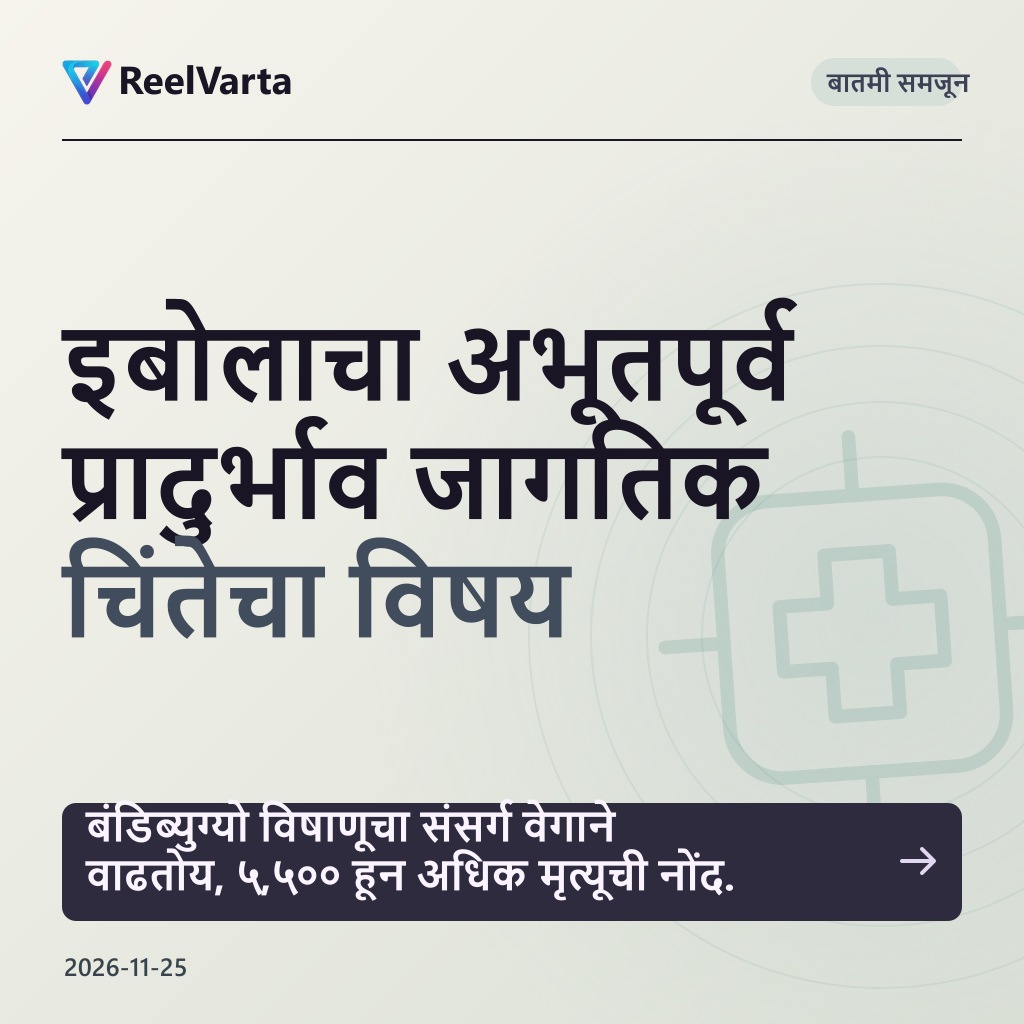 ReelVarta
बातमी समजून
इबोलाचा अभूतपूर्व
प्रादुर्भाव जागतिक
चिंतेचा विषय
बंडिब्युग्यो विषाणूचा संसर्ग वेगाने
वाढतोय, ५,५०० हून अधिक मृत्यूची नोंद.
2026-11-25